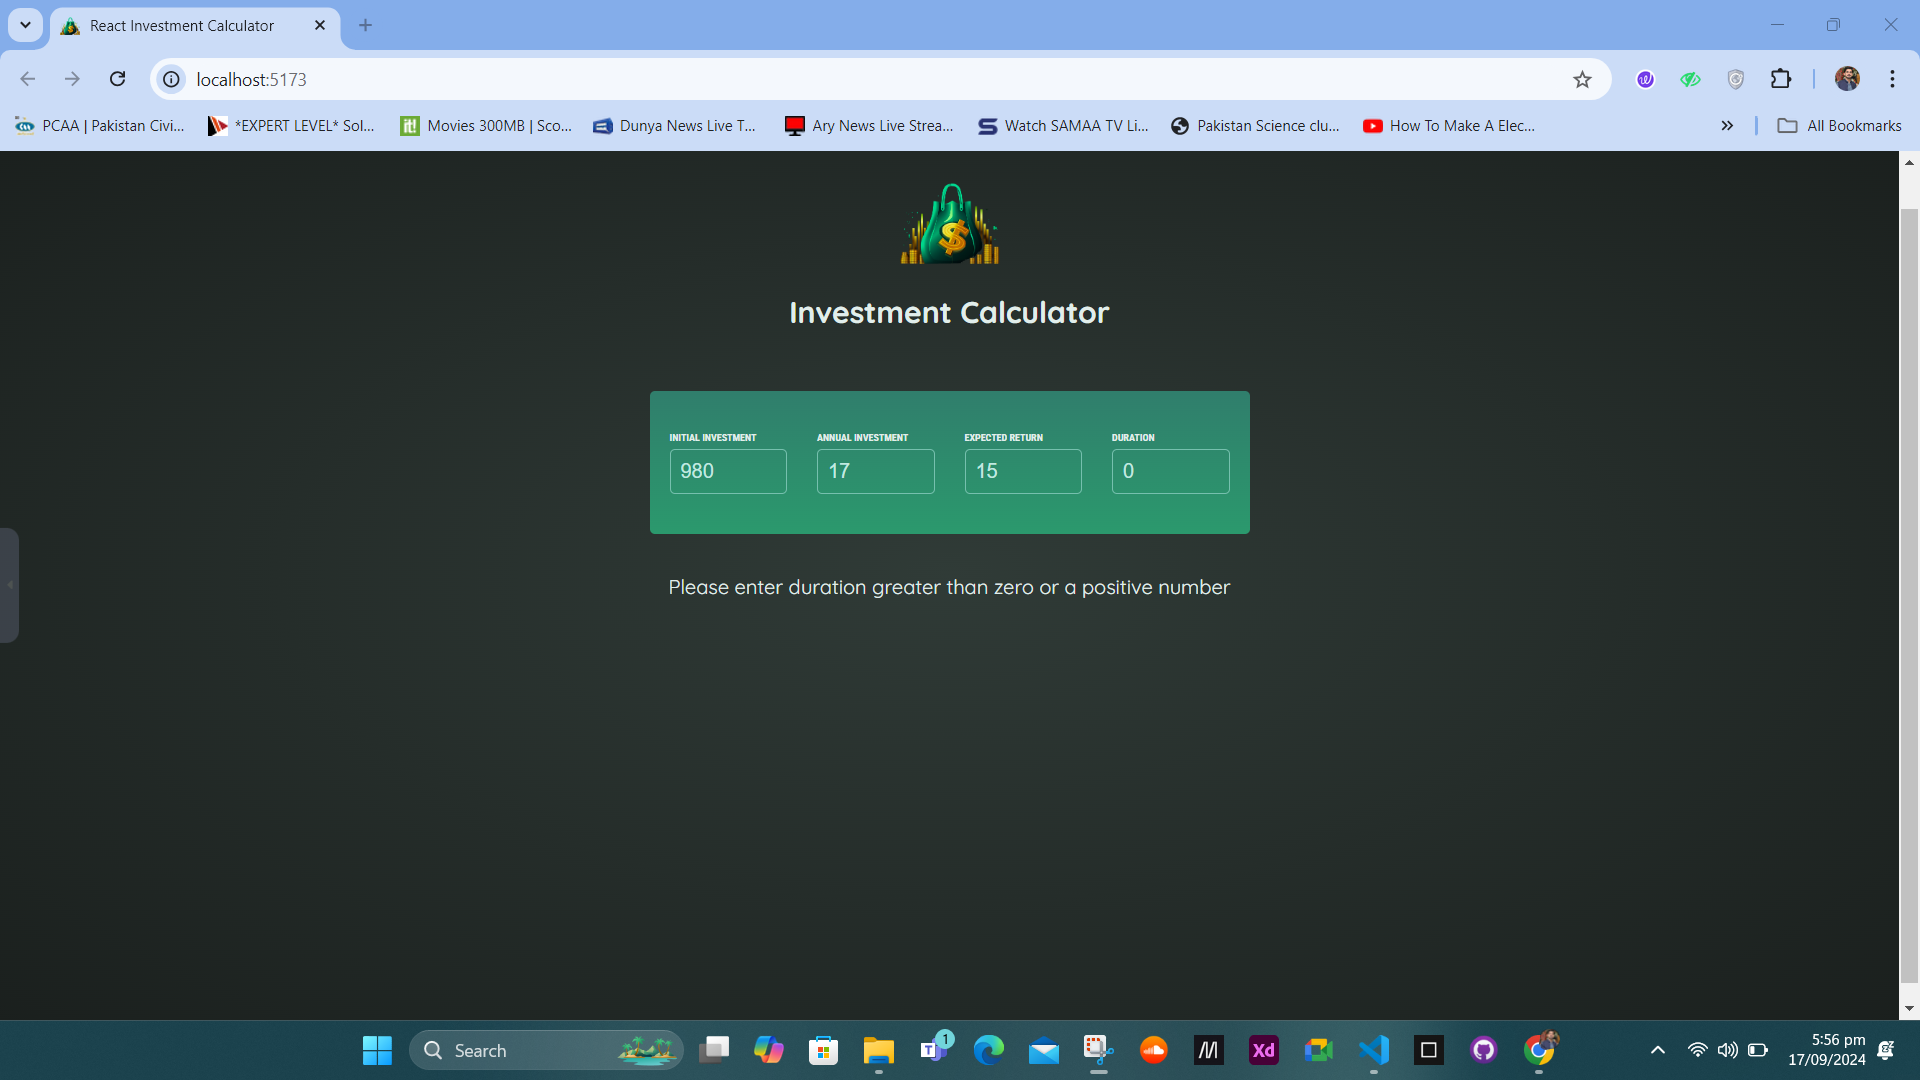 React Investment Calculator
localhost:5173
PCAA | Pakistan Civi...
*EXPERT LEVEL* Sol...
it!
Movies 300MB | Sco...
Dunya News Live T...
Ary News Live Strea...
Watch SAMAA TV Li...
Pakistan Science clu...
How To Make A Elec...
All Bookmarks
$
Investment Calculator
INITIAL INVESTMENT
ANNUAL INVESTMENT
EXPECTED RETURN
DURATION
980
17
15
0
Please enter duration greater than zero or a positive number
Search
T
1
Xd
5:56 pm
17/09/2024